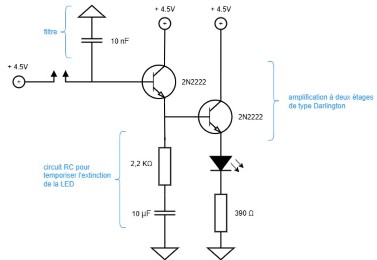 + 4.5V
+ 4.5V
filtre
10 nF
+ 4.5V
2N2222
2N2222
amplification à deux étages
de type Darlington
circuit RC pour
temporiser l'extinction
de la LED
2,2 KΩ
10 µF
390 Ω